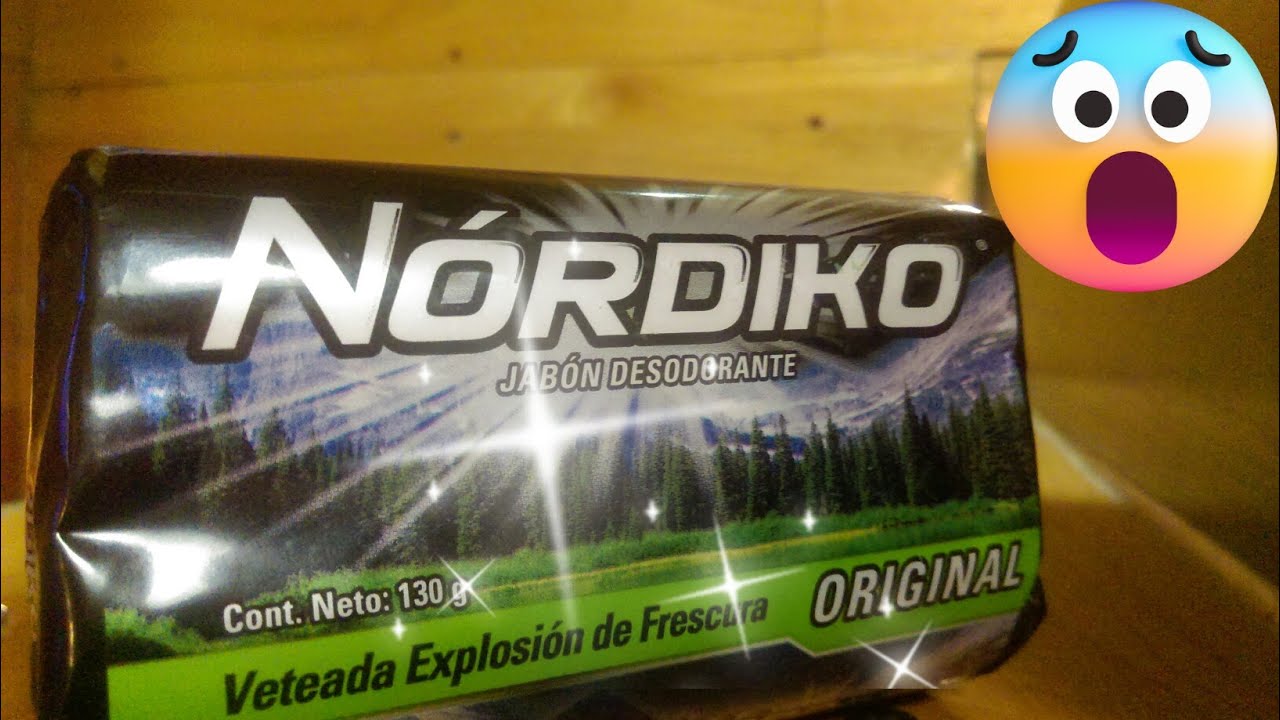 NÓRDIKO
JABÓN DESODORANTE
Cont. Neto: 130 g
Veteada Explosión de Frescura
ORIGINAL